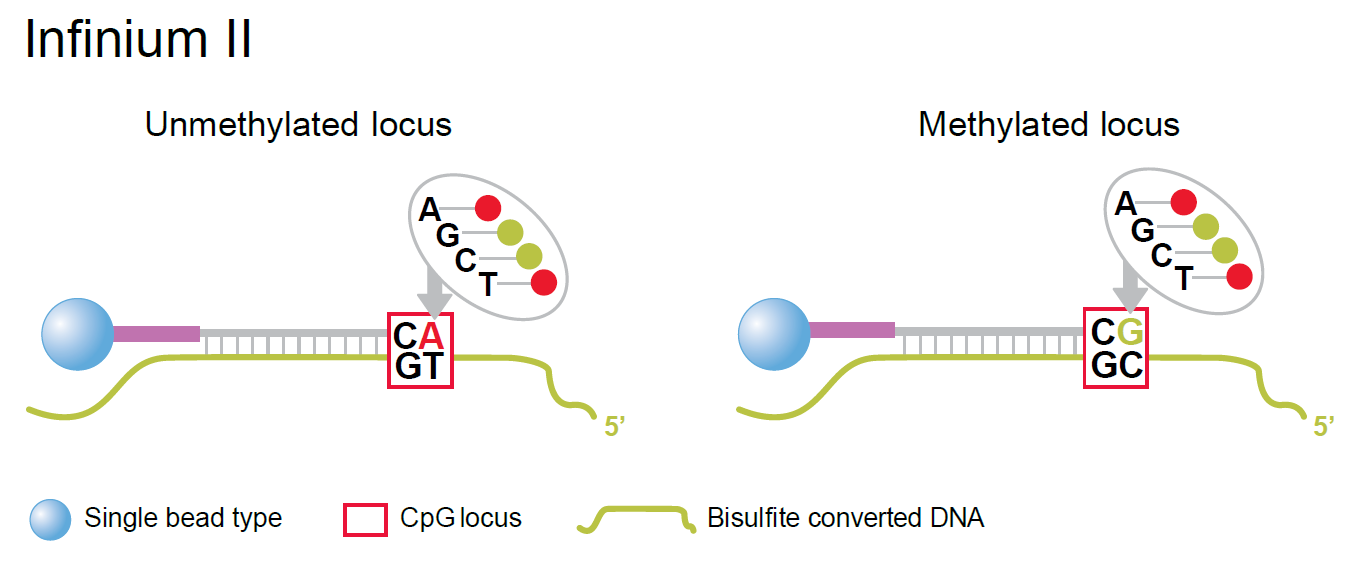 Infinium II
Unmethylated locus
Methylated locus
A
G
C
T
CA
GT
5’
A
G
C
T
CG
GC
5’
Single bead type
CpG locus
Bisulfite converted DNA